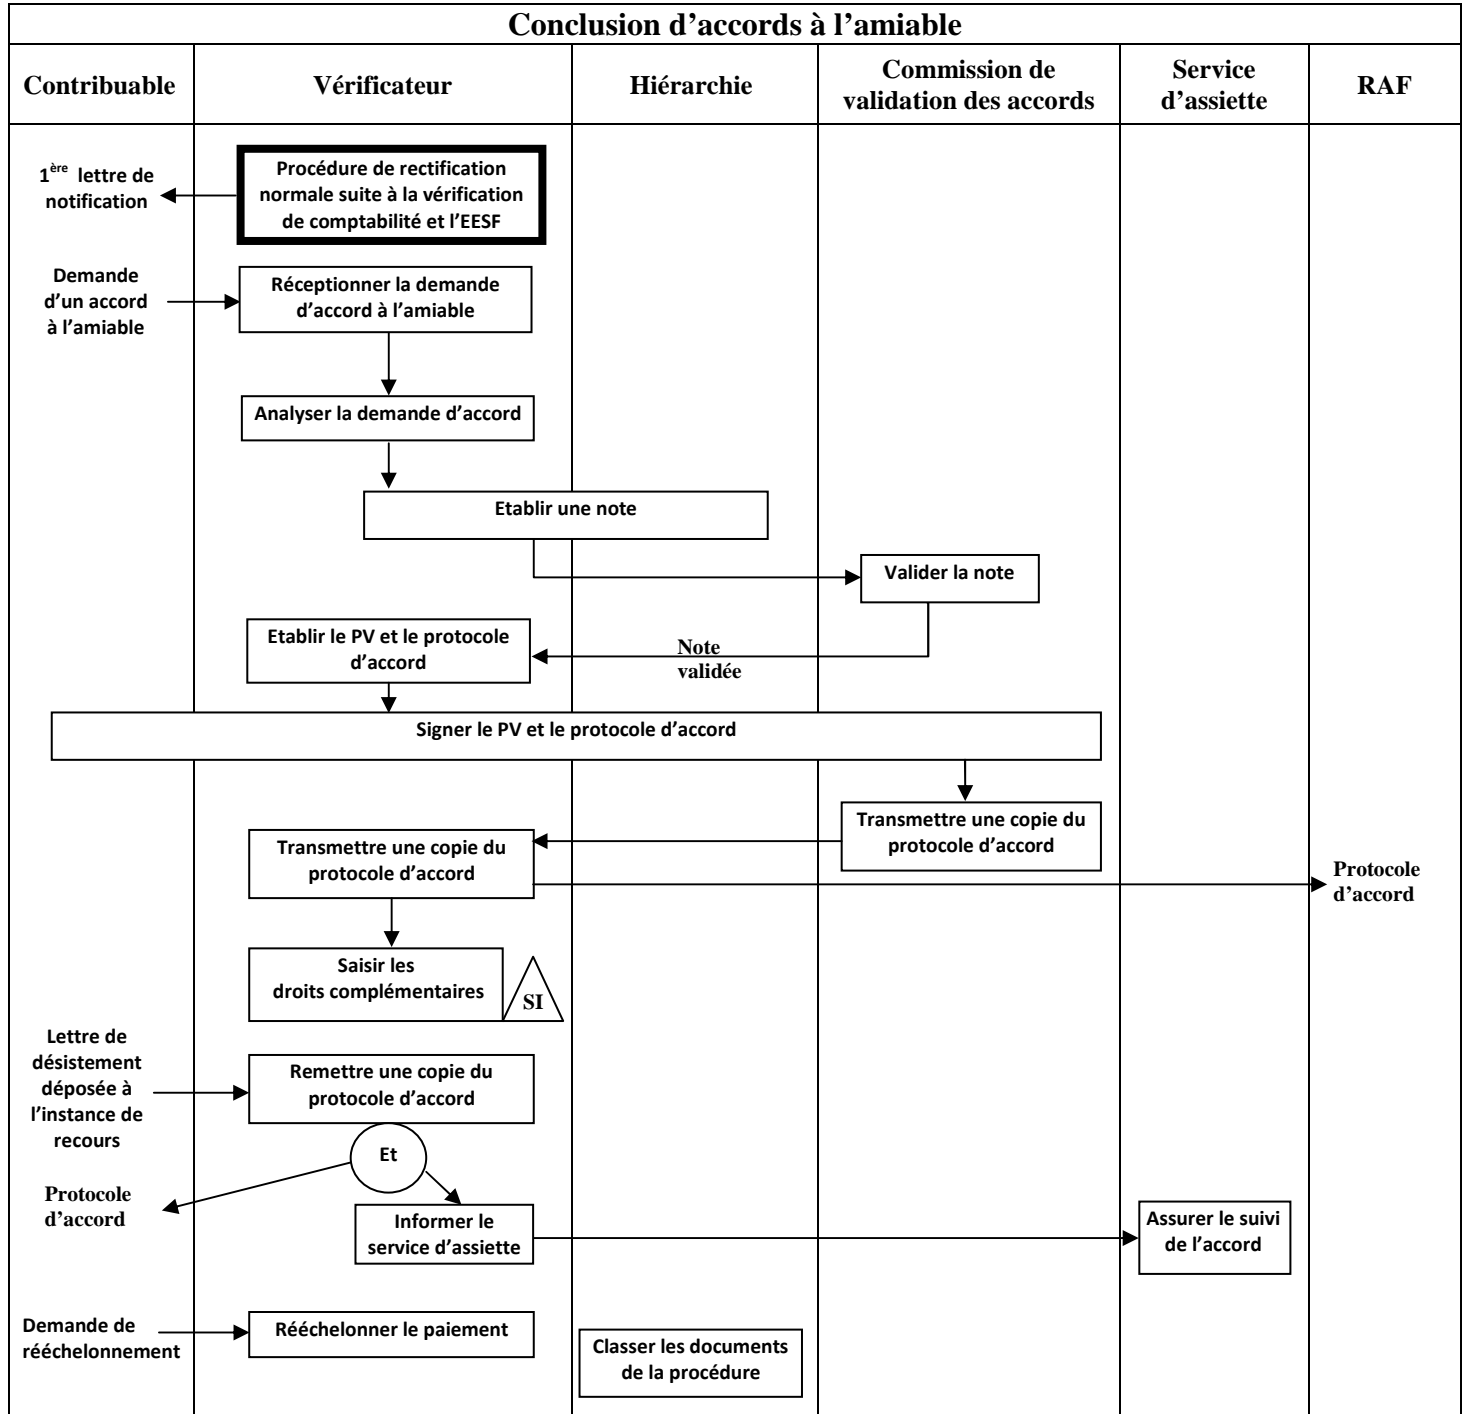 Conclusion d’accords à l’amiable
Contribuable
Vérificateur
Hiérarchie
Commission de
validation des accords
Service
d’assiette
RAF
1ère lettre de
notification
Procédure de rectification
normale suite à la vérification
de comptabilité et l’EESF
Demande
d’un accord
à l’amiable
Réceptionner la demande
d’accord à l’amiable
Analyser la demande d’accord
Etablir une note
Valider la note
Etablir le PV et le protocole
d’accord
Note
validée
Signer le PV et le protocole d’accord
Transmettre une copie du
protocole d’accord
Transmettre une copie du
protocole d’accord
Protocole
d’accord
Saisir les
droits complémentaires
SI
Lettre de
désistement
déposée à
l’instance de
recours
Remettre une copie du
protocole d’accord
Et
Protocole
d’accord
Informer le
service d’assiette
Assurer le suivi
de l’accord
Demande de
rééchelonnement
Rééchelonner le paiement
Classer les documents
de la procédure